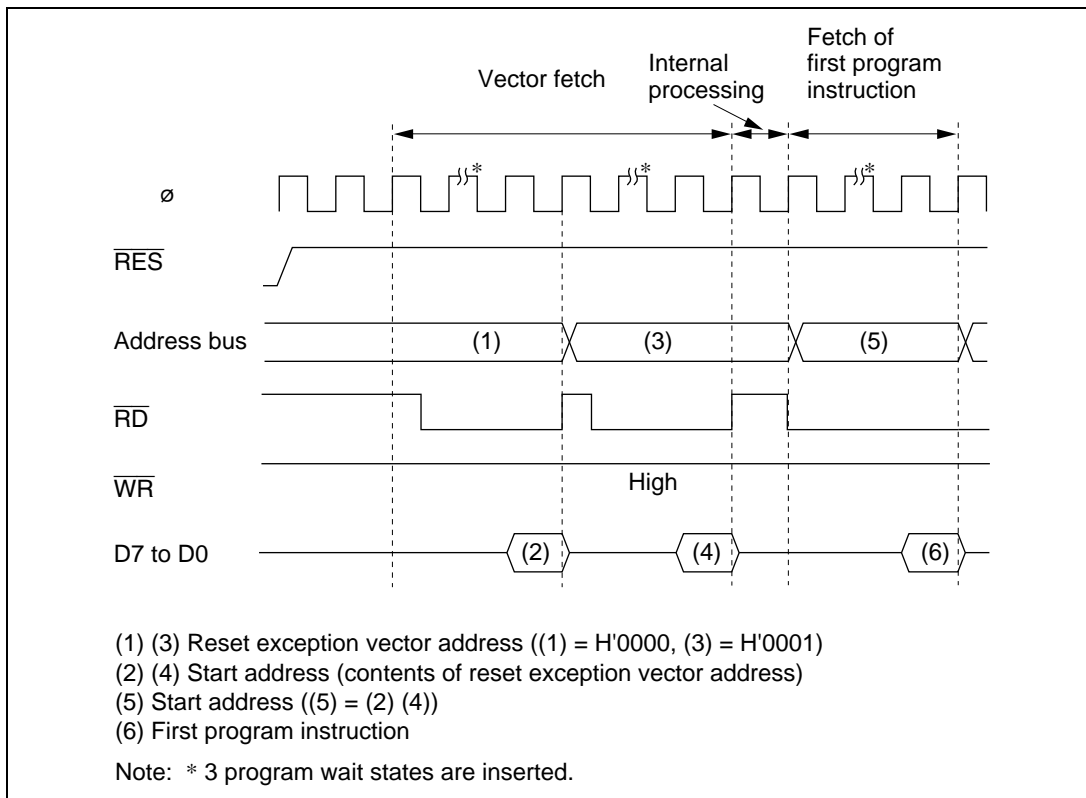 Vector fetch
Internal
processing
Fetch of
first program
instruction
*
*
*
ø
RES
Address bus
(1)
(3)
(5)
RD
High
WR
D7 to D0
(2)
(4)
(6)
(1) (3) Reset exception vector address ((1) = H'0000, (3) = H'0001)
(2) (4) Start address (contents of reset exception vector address)
(5) Start address ((5) = (2) (4))
(6) First program instruction
Note: * 3 program wait states are inserted.